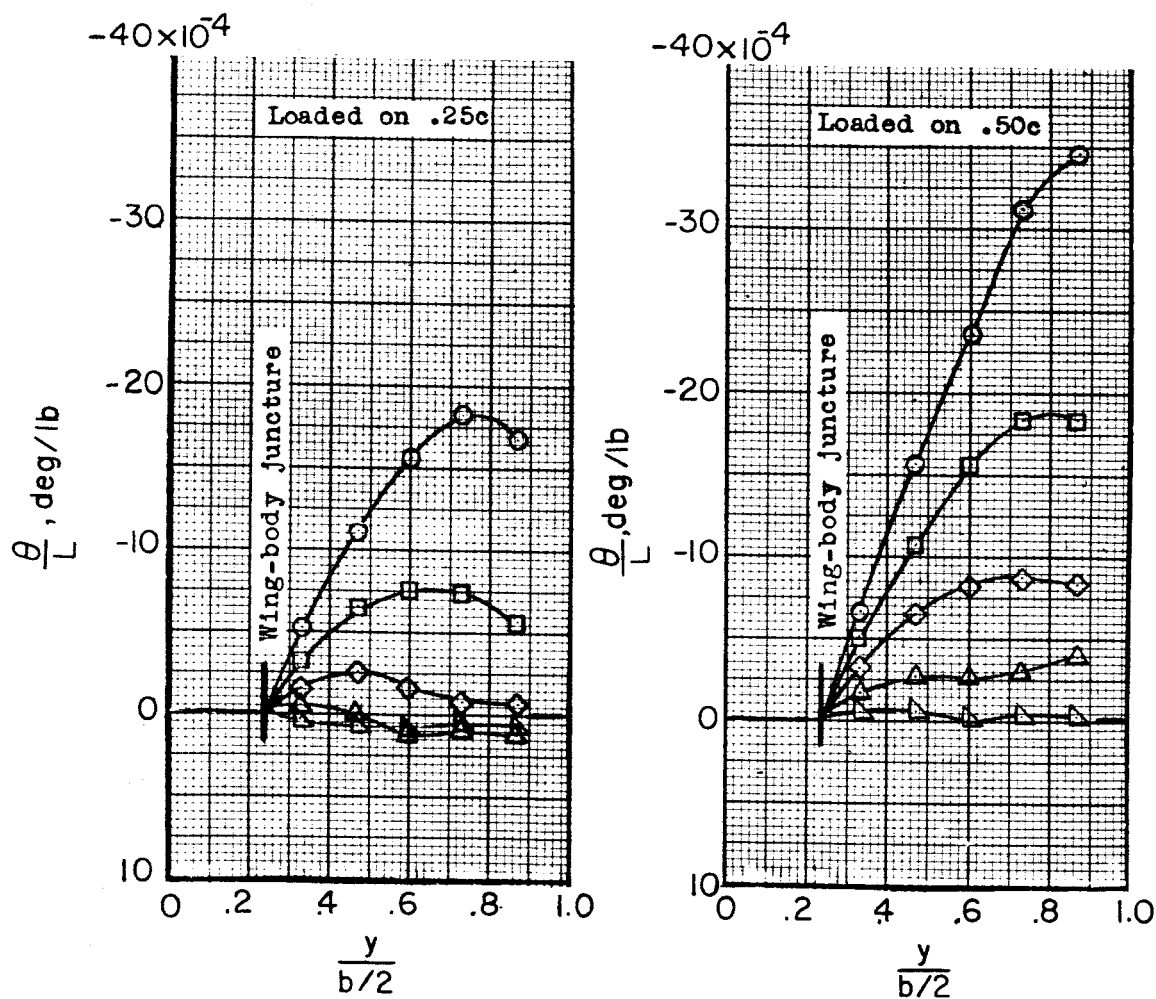 -40×10-4
Loaded on .25c
-30
-20
-10
0
10
θ/L, deg/lb
Wing-body juncture
0 .2 .4 .6 .8 1.0
y
b/2
-40×10-4
Loaded on .50c
-30
-20
-10
0
10
θ/L, deg/lb
Wing-body juncture
0 .2 .4 .6 .8 1.0
y
b/2